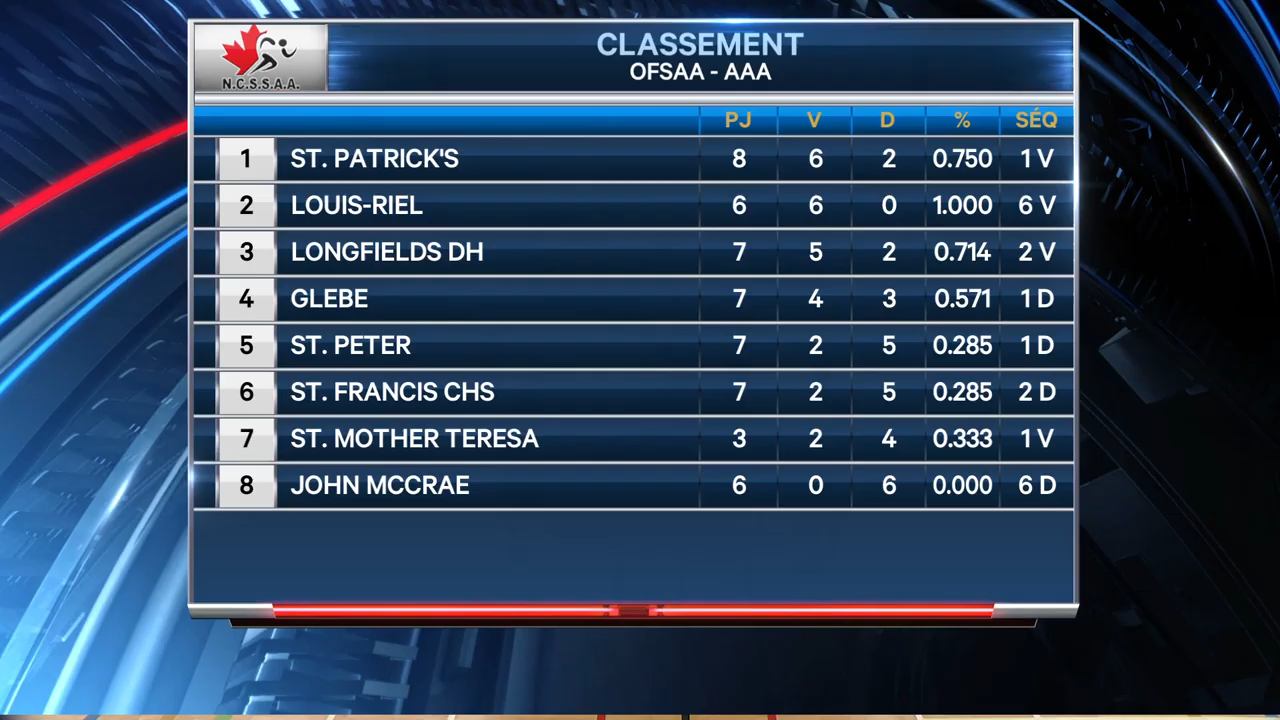 N.C.S.S.A.A.
CLASSEMENT
OFSAA - AAA
PJ V D % SÉQ
1 ST. PATRICK'S 8 6 2 0.750 1 V
2 LOUIS-RIEL 6 6 0 1.000 6 V
3 LONGFIELDS DH 7 5 2 0.714 2 V
4 GLEBE 7 4 3 0.571 1 D
5 ST. PETER 7 2 5 0.285 1 D
6 ST. FRANCIS CHS 7 2 5 0.285 2 D
7 ST. MOTHER TERESA 3 2 4 0.333 1 V
8 JOHN MCCRAE 6 0 6 0.000 6 D